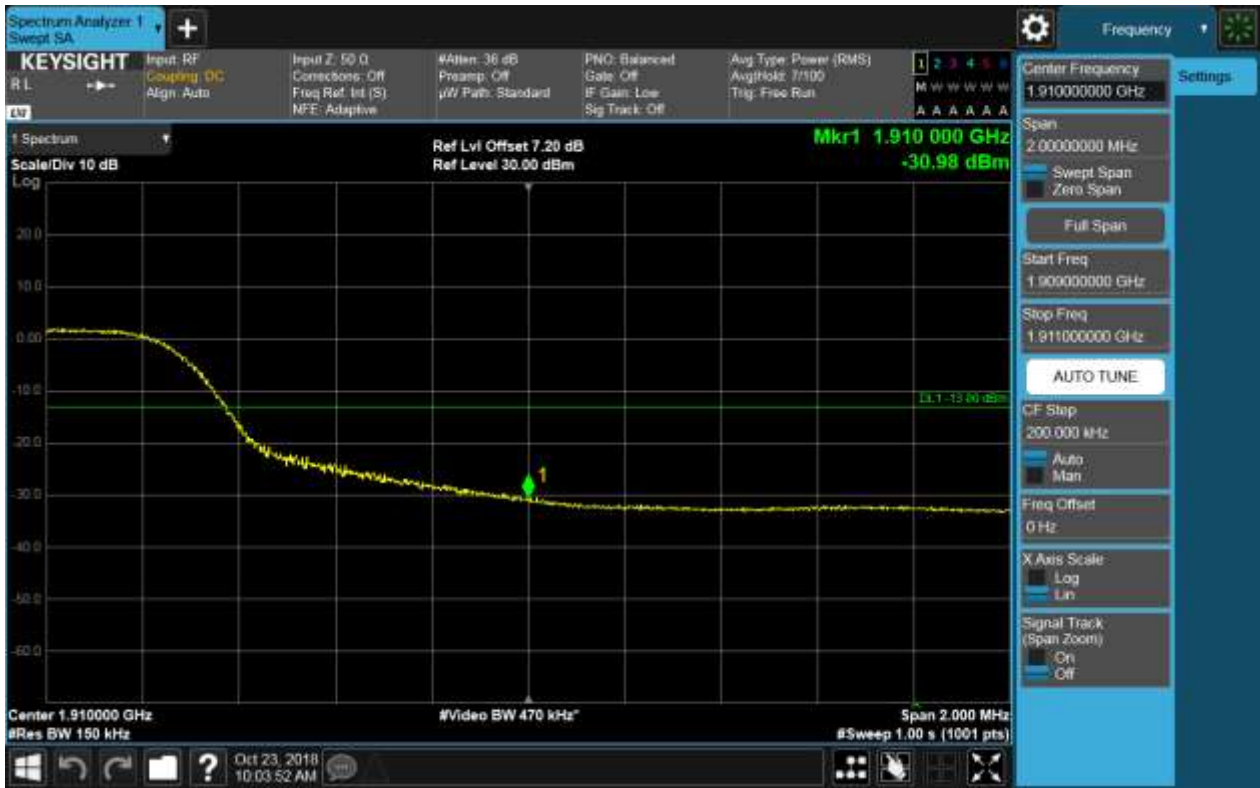 Spectrum Analyzer 1
Swept SA
+
Frequency
KEYSIGHT
R L
Input: RF
Coupling: DC
Align: Auto
Input Z: 50 Ω
Corrections: Off
Freq Ref: Int (S)
NFE: Adaptive
#Atten: 36 dB
Preamp: Off
µW Path: Standard
PNO: Balanced
Gate: Off
IF Gain: Low
Sig Track: Off
Avg Type: Power (RMS)
Avg|Hold: 7/100
Trig: Free Run
1 2 3 4 5 6
M W W W W W
A A A A A A
1 Spectrum
Scale/Div 10 dB
Log
Ref Lvl Offset 7.20 dB
Ref Level 30.00 dBm
Mkr1 1.910 000 GHz
-30.98 dBm
20.0
10.0
0.00
-10.0
-20.0
-30.0
-40.0
-50.0
-60.0
DL1 -13.00 dBm
1
Center 1.910000 GHz
#Res BW 150 kHz
#Video BW 470 kHz*
Span 2.000 MHz
#Sweep 1.00 s (1001 pts)
Center Frequency
1.910000000 GHz
Settings
Span
2.00000000 MHz
Swept Span
Zero Span
Full Span
Start Freq
1.909000000 GHz
Stop Freq
1.911000000 GHz
AUTO TUNE
CF Step
200.000 kHz
Auto
Man
Freq Offset
0 Hz
X Axis Scale
Log
Lin
Signal Track
(Span Zoom)
On
Off
?
Oct 23, 2018
10:03:52 AM